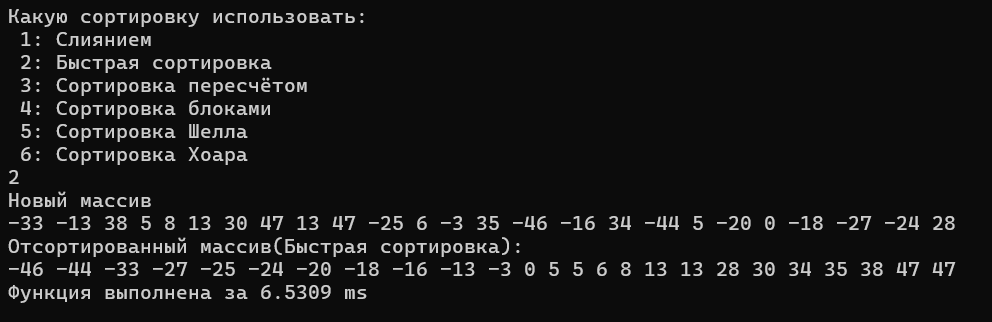 Какую сортировку использовать:
1: Слиянием
2: Быстрая сортировка
3: Сортировка пересчётом
4: Сортировка блоками
5: Сортировка Шелла
6: Сортировка Хоара
2
Новый массив
-33 -13 38 5 8 13 30 47 13 47 -25 6 -3 35 -46 -16 34 -44 5 -20 0 -18 -27 -24 28
Отсортированный массив(Быстрая сортировка):
-46 -44 -33 -27 -25 -24 -20 -18 -16 -13 -3 0 5 5 6 8 13 13 28 30 34 35 38 47 47
Функция выполнена за 6.5309 ms